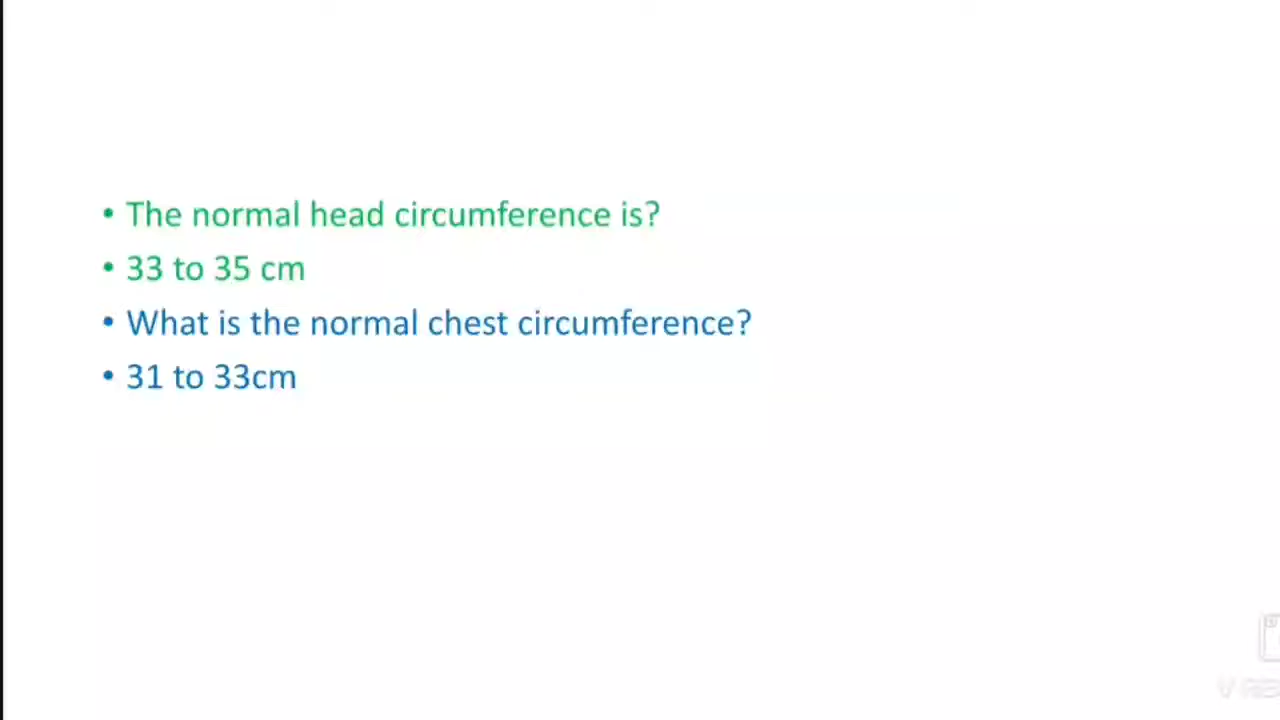 • The normal head circumference is?
• 33 to 35 cm
• What is the normal chest circumference?
• 31 to 33cm